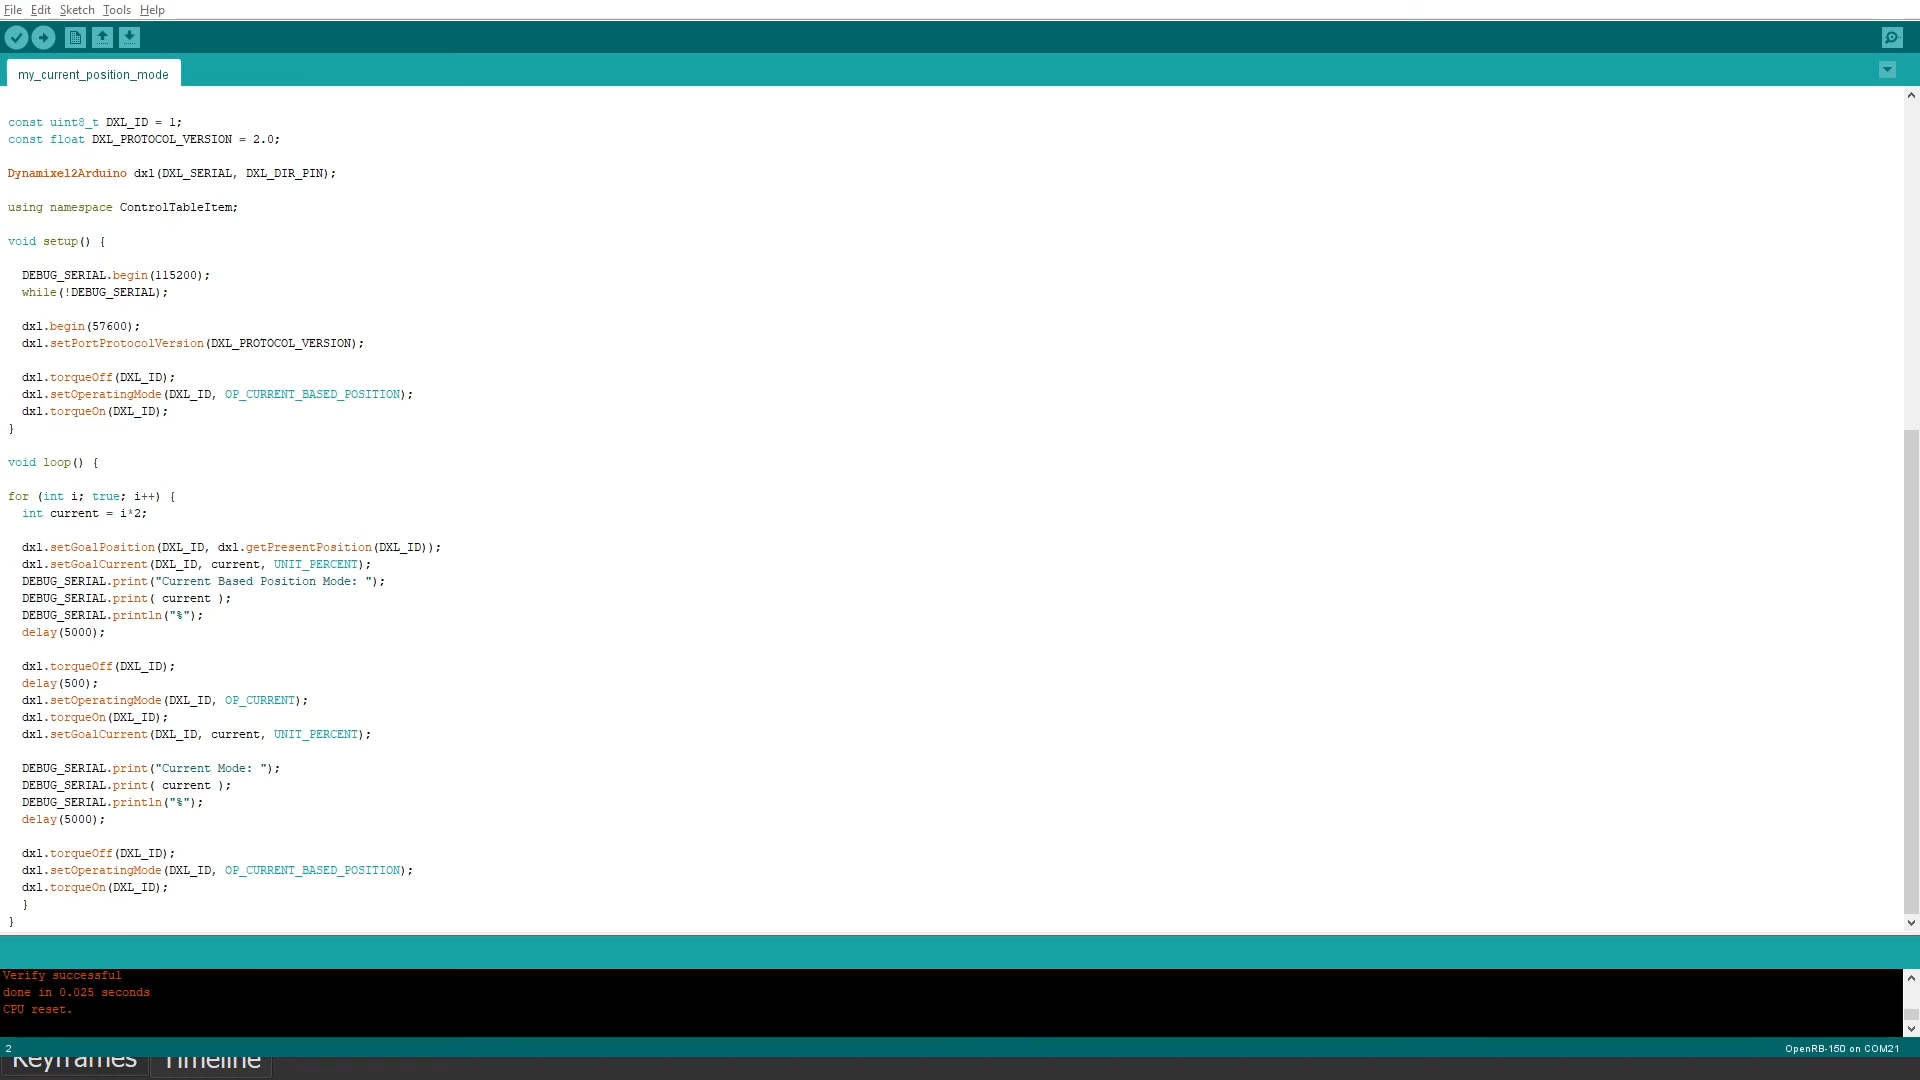 File Edit Sketch Tools Help
my_current_position_mode
const uint8_t DXL_ID = 1;
const float DXL_PROTOCOL_VERSION = 2.0;
Dynamixel2Arduino dxl(DXL_SERIAL, DXL_DIR_PIN);
using namespace ControlTableItem;
void setup() {
DEBUG_SERIAL.begin(115200);
while(!DEBUG_SERIAL);
dxl.begin(57600);
dxl.setPortProtocolVersion(DXL_PROTOCOL_VERSION);
dxl.torqueOff(DXL_ID);
dxl.setOperatingMode(DXL_ID, OP_CURRENT_BASED_POSITION);
dxl.torqueOn(DXL_ID);
}
void loop() {
for (int i; true; i++) {
int current = i*2;
dxl.setGoalPosition(DXL_ID, dxl.getPresentPosition(DXL_ID));
dxl.setGoalCurrent(DXL_ID, current, UNIT_PERCENT);
DEBUG_SERIAL.print("Current Based Position Mode: ");
DEBUG_SERIAL.print( current );
DEBUG_SERIAL.println("%");
delay(5000);
dxl.torqueOff(DXL_ID);
delay(500);
dxl.setOperatingMode(DXL_ID, OP_CURRENT);
dxl.torqueOn(DXL_ID);
dxl.setGoalCurrent(DXL_ID, current, UNIT_PERCENT);
DEBUG_SERIAL.print("Current Mode: ");
DEBUG_SERIAL.print( current );
DEBUG_SERIAL.println("%");
delay(5000);
dxl.torqueOff(DXL_ID);
dxl.setOperatingMode(DXL_ID, OP_CURRENT_BASED_POSITION);
dxl.torqueOn(DXL_ID);
}
}
Verify successful
done in 0.025 seconds
CPU reset.
2 OpenRB-150 on COM21
Keyframes Timeline